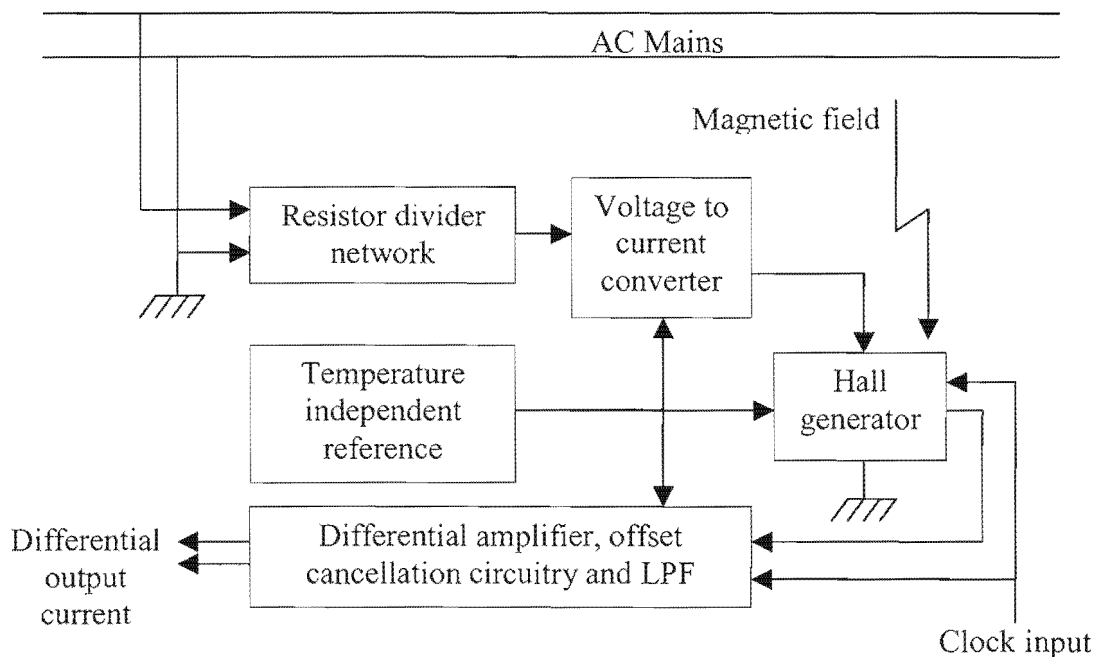 AC Mains
Magnetic field
Resistor divider
network
Voltage to
current
converter
Temperature
independent
reference
Hall
generator
Differential amplifier, offset
cancellation circuitry and LPF
Differential
output
current
Clock input